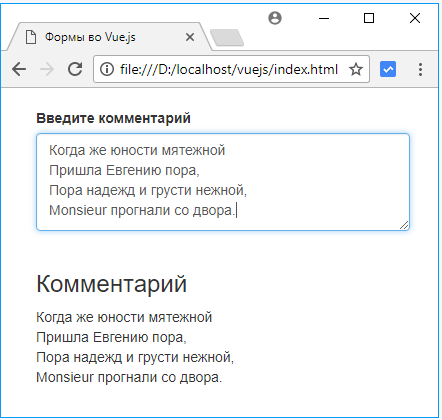 Формы во Vue.js
file:///D:/localhost/vuejs/index.html
Введите комментарий
Когда же юности мятежной
Пришла Евгению пора,
Пора надежд и грусти нежной,
Monsieur прогнали со двора.
Комментарий
Когда же юности мятежной
Пришла Евгению пора,
Пора надежд и грусти нежной,
Monsieur прогнали со двора.